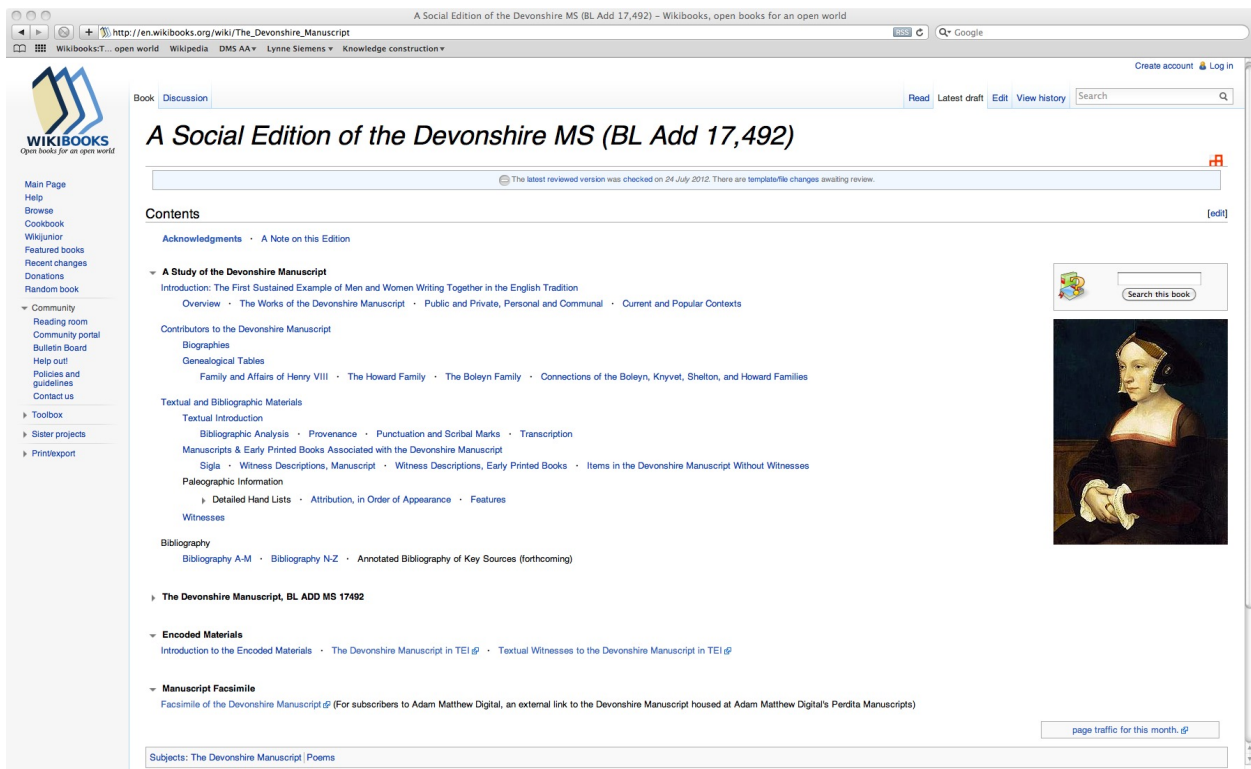 A Social Edition of the Devonshire MS (BL Add 17,492) – Wikibooks, open books for an open world
http://en.wikibooks.org/wiki/The_Devonshire_Manuscript RSS Google
Wikibooks:T... open world Wikipedia DMS AA Lynne Siemens Knowledge construction
Create account Log in
Book Discussion Read Latest draft Edit View history Search
WIKIBOOKS
Open books for an open world
Main Page
Help
Browse
Cookbook
Wikijunior
Featured books
Recent changes
Donations
Random book
Community
Reading room
Community portal
Bulletin Board
Help out!
Policies and
guidelines
Contact us
Toolbox
Sister projects
Print/export
A Social Edition of the Devonshire MS (BL Add 17,492)
The latest reviewed version was checked on 24 July 2012. There are template/file changes awaiting review.
Contents [edit]
Acknowledgments · A Note on this Edition
A Study of the Devonshire Manuscript
Introduction: The First Sustained Example of Men and Women Writing Together in the English Tradition
Overview · The Works of the Devonshire Manuscript · Public and Private, Personal and Communal · Current and Popular Contexts
Contributors to the Devonshire Manuscript
Biographies
Genealogical Tables
Family and Affairs of Henry VIII · The Howard Family · The Boleyn Family · Connections of the Boleyn, Knyvet, Shelton, and Howard Families
Textual and Bibliographic Materials
Textual Introduction
Bibliographic Analysis · Provenance · Punctuation and Scribal Marks · Transcription
Manuscripts & Early Printed Books Associated with the Devonshire Manuscript
Sigla · Witness Descriptions, Manuscript · Witness Descriptions, Early Printed Books · Items in the Devonshire Manuscript Without Witnesses
Paleographic Information
Detailed Hand Lists · Attribution, in Order of Appearance · Features
Witnesses
Bibliography
Bibliography A-M · Bibliography N-Z · Annotated Bibliography of Key Sources (forthcoming)
The Devonshire Manuscript, BL ADD MS 17492
Encoded Materials
Introduction to the Encoded Materials · The Devonshire Manuscript in TEI · Textual Witnesses to the Devonshire Manuscript in TEI
Manuscript Facsimile
Facsimile of the Devonshire Manuscript (For subscribers to Adam Matthew Digital, an external link to the Devonshire Manuscript housed at Adam Matthew Digital's Perdita Manuscripts)
Search this book
page traffic for this month.
Subjects: The Devonshire Manuscript | Poems